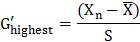 G′highest = (Xn − X̅) / S